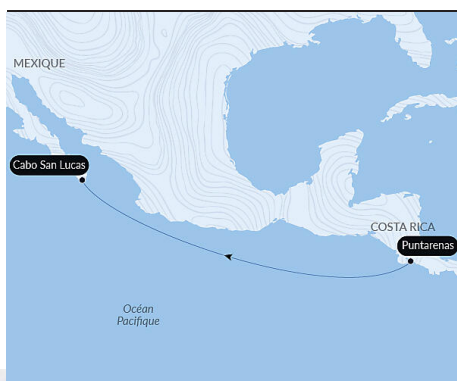 MEXIQUE
Cabo San Lucas
COSTA RICA
Puntarenas
Océan
Pacifique